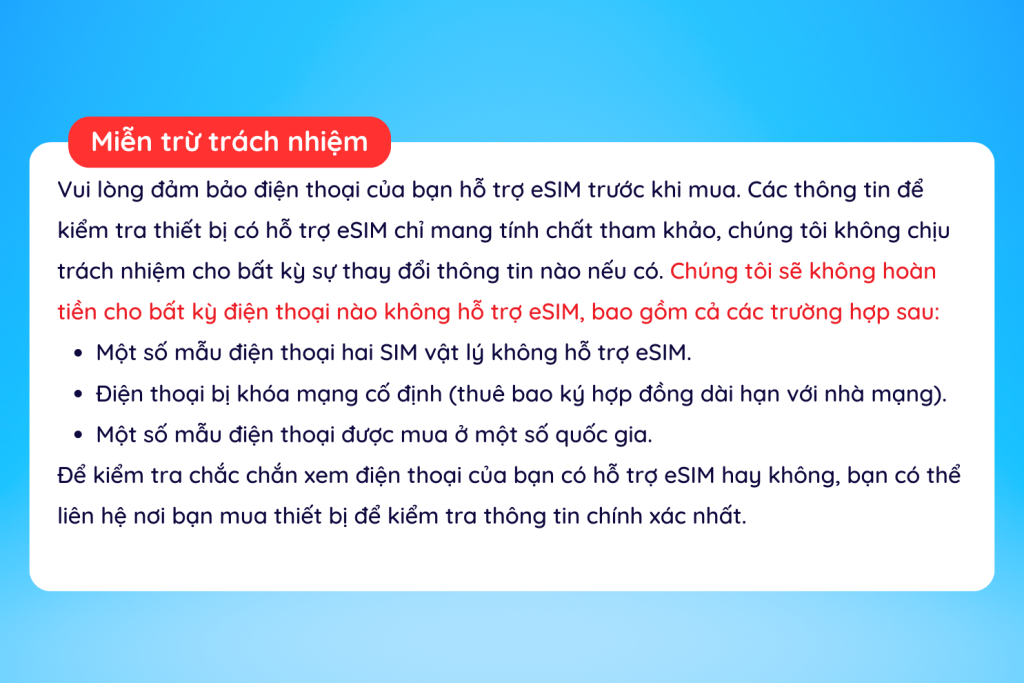 Miễn trừ trách nhiệm
Vui lòng đảm bảo điện thoại của bạn hỗ trợ eSIM trước khi mua. Các thông tin để
kiểm tra thiết bị có hỗ trợ eSIM chỉ mang tính chất tham khảo, chúng tôi không chịu
trách nhiệm cho bất kỳ sự thay đổi thông tin nào nếu có. Chúng tôi sẽ không hoàn
tiền cho bất kỳ điện thoại nào không hỗ trợ eSIM, bao gồm cả các trường hợp sau:
• Một số mẫu điện thoại hai SIM vật lý không hỗ trợ eSIM.
• Điện thoại bị khóa mạng cố định (thuê bao ký hợp đồng dài hạn với nhà mạng).
• Một số mẫu điện thoại được mua ở một số quốc gia.
Để kiểm tra chắc chắn xem điện thoại của bạn có hỗ trợ eSIM hay không, bạn có thể
liên hệ nơi bạn mua thiết bị để kiểm tra thông tin chính xác nhất.